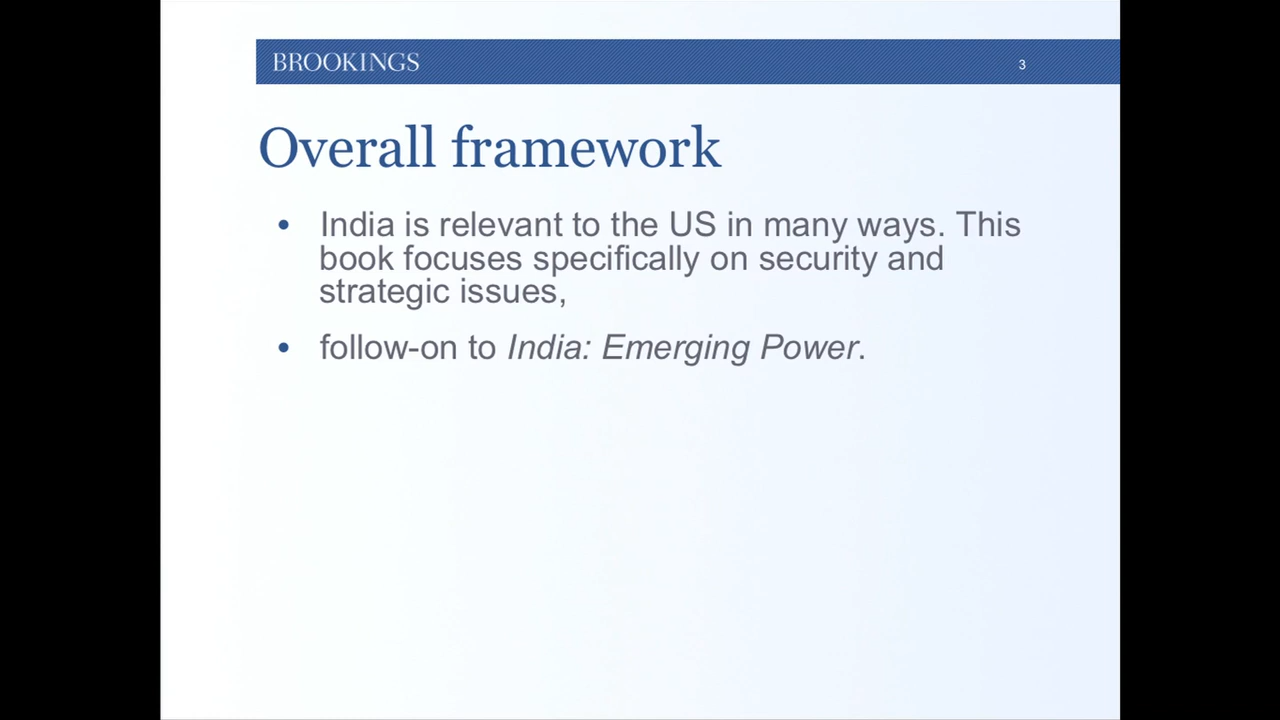 BROOKINGS
3
Overall framework
• India is relevant to the US in many ways. This
book focuses specifically on security and
strategic issues,
• follow-on to India: Emerging Power.